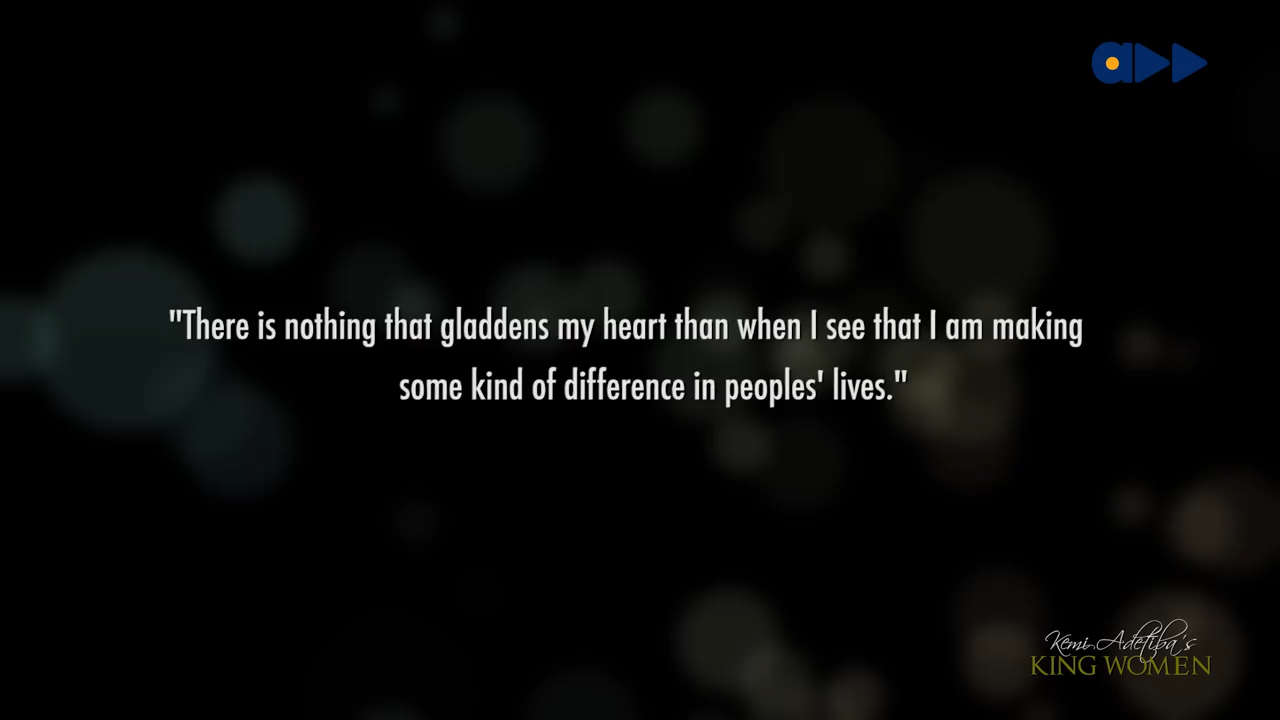 "There is nothing that gladdens my heart than when I see that I am making
some kind of difference in peoples' lives."
Kemi Adetiba's
KING WOMEN